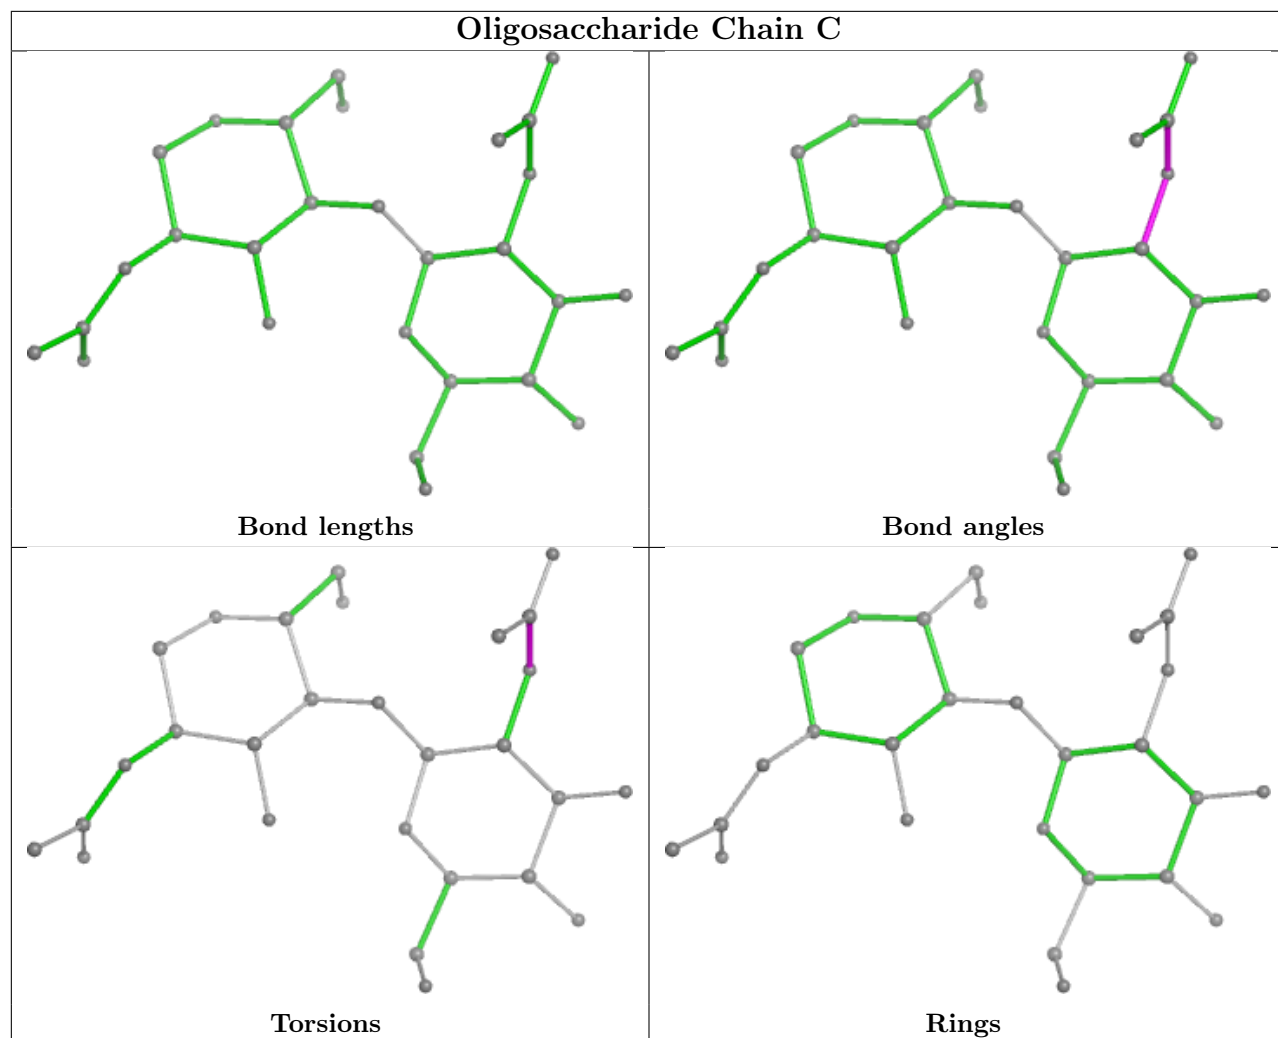 Oligosaccharide Chain C
Bond lengths
Bond angles
Torsions
Rings